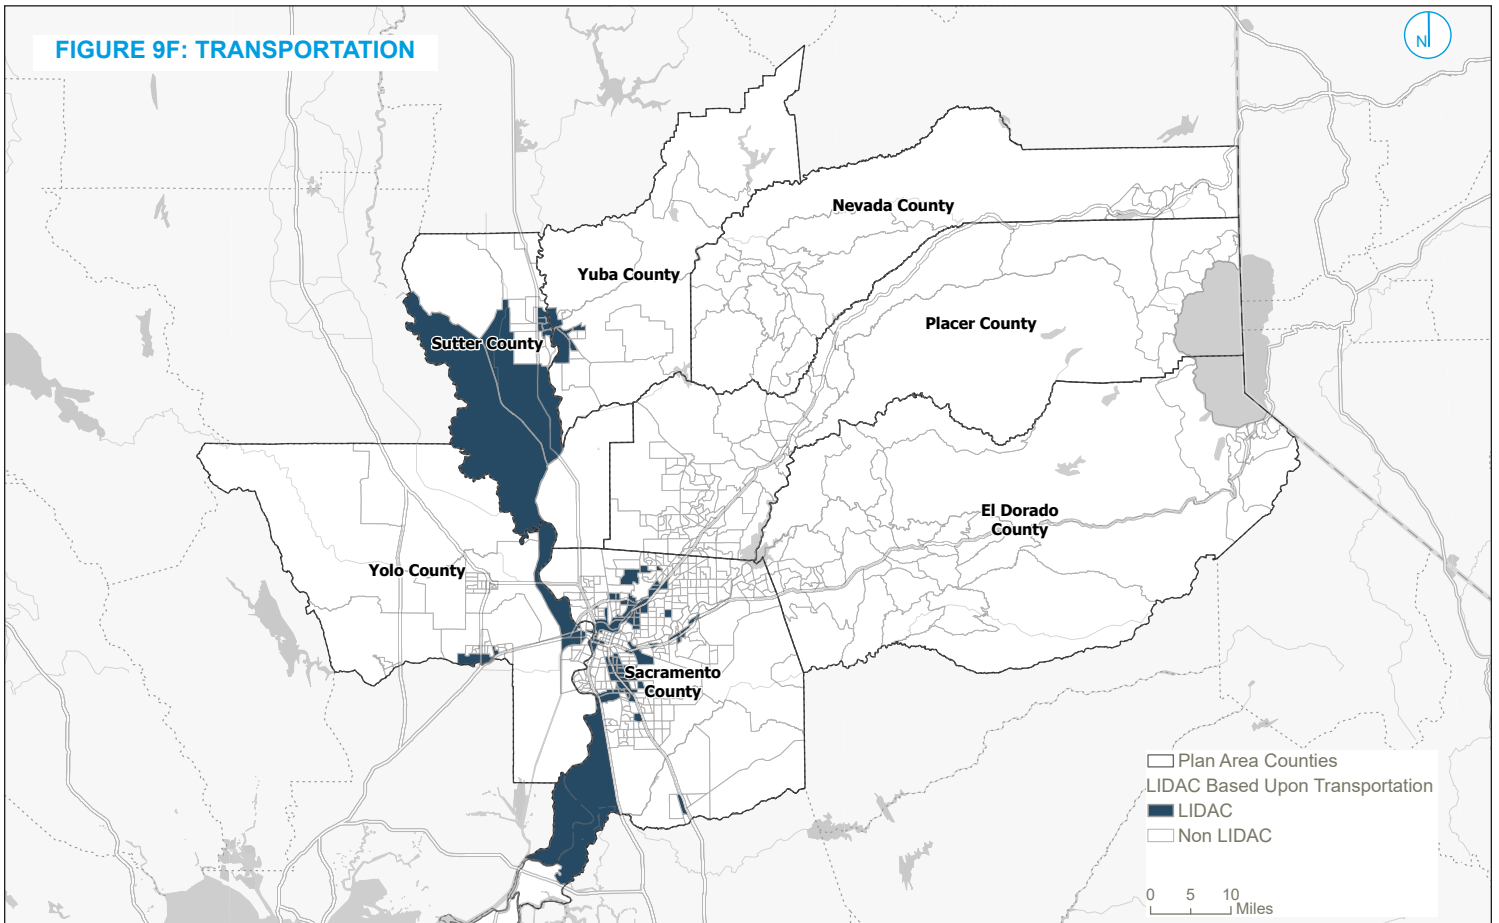 FIGURE 9F: TRANSPORTATION
N
Nevada County
Yuba County
Placer County
Sutter County
El Dorado
County
Yolo County
Sacramento
County
Plan Area Counties
LIDAC Based Upon Transportation
LIDAC
Non LIDAC
0 5 10
Miles